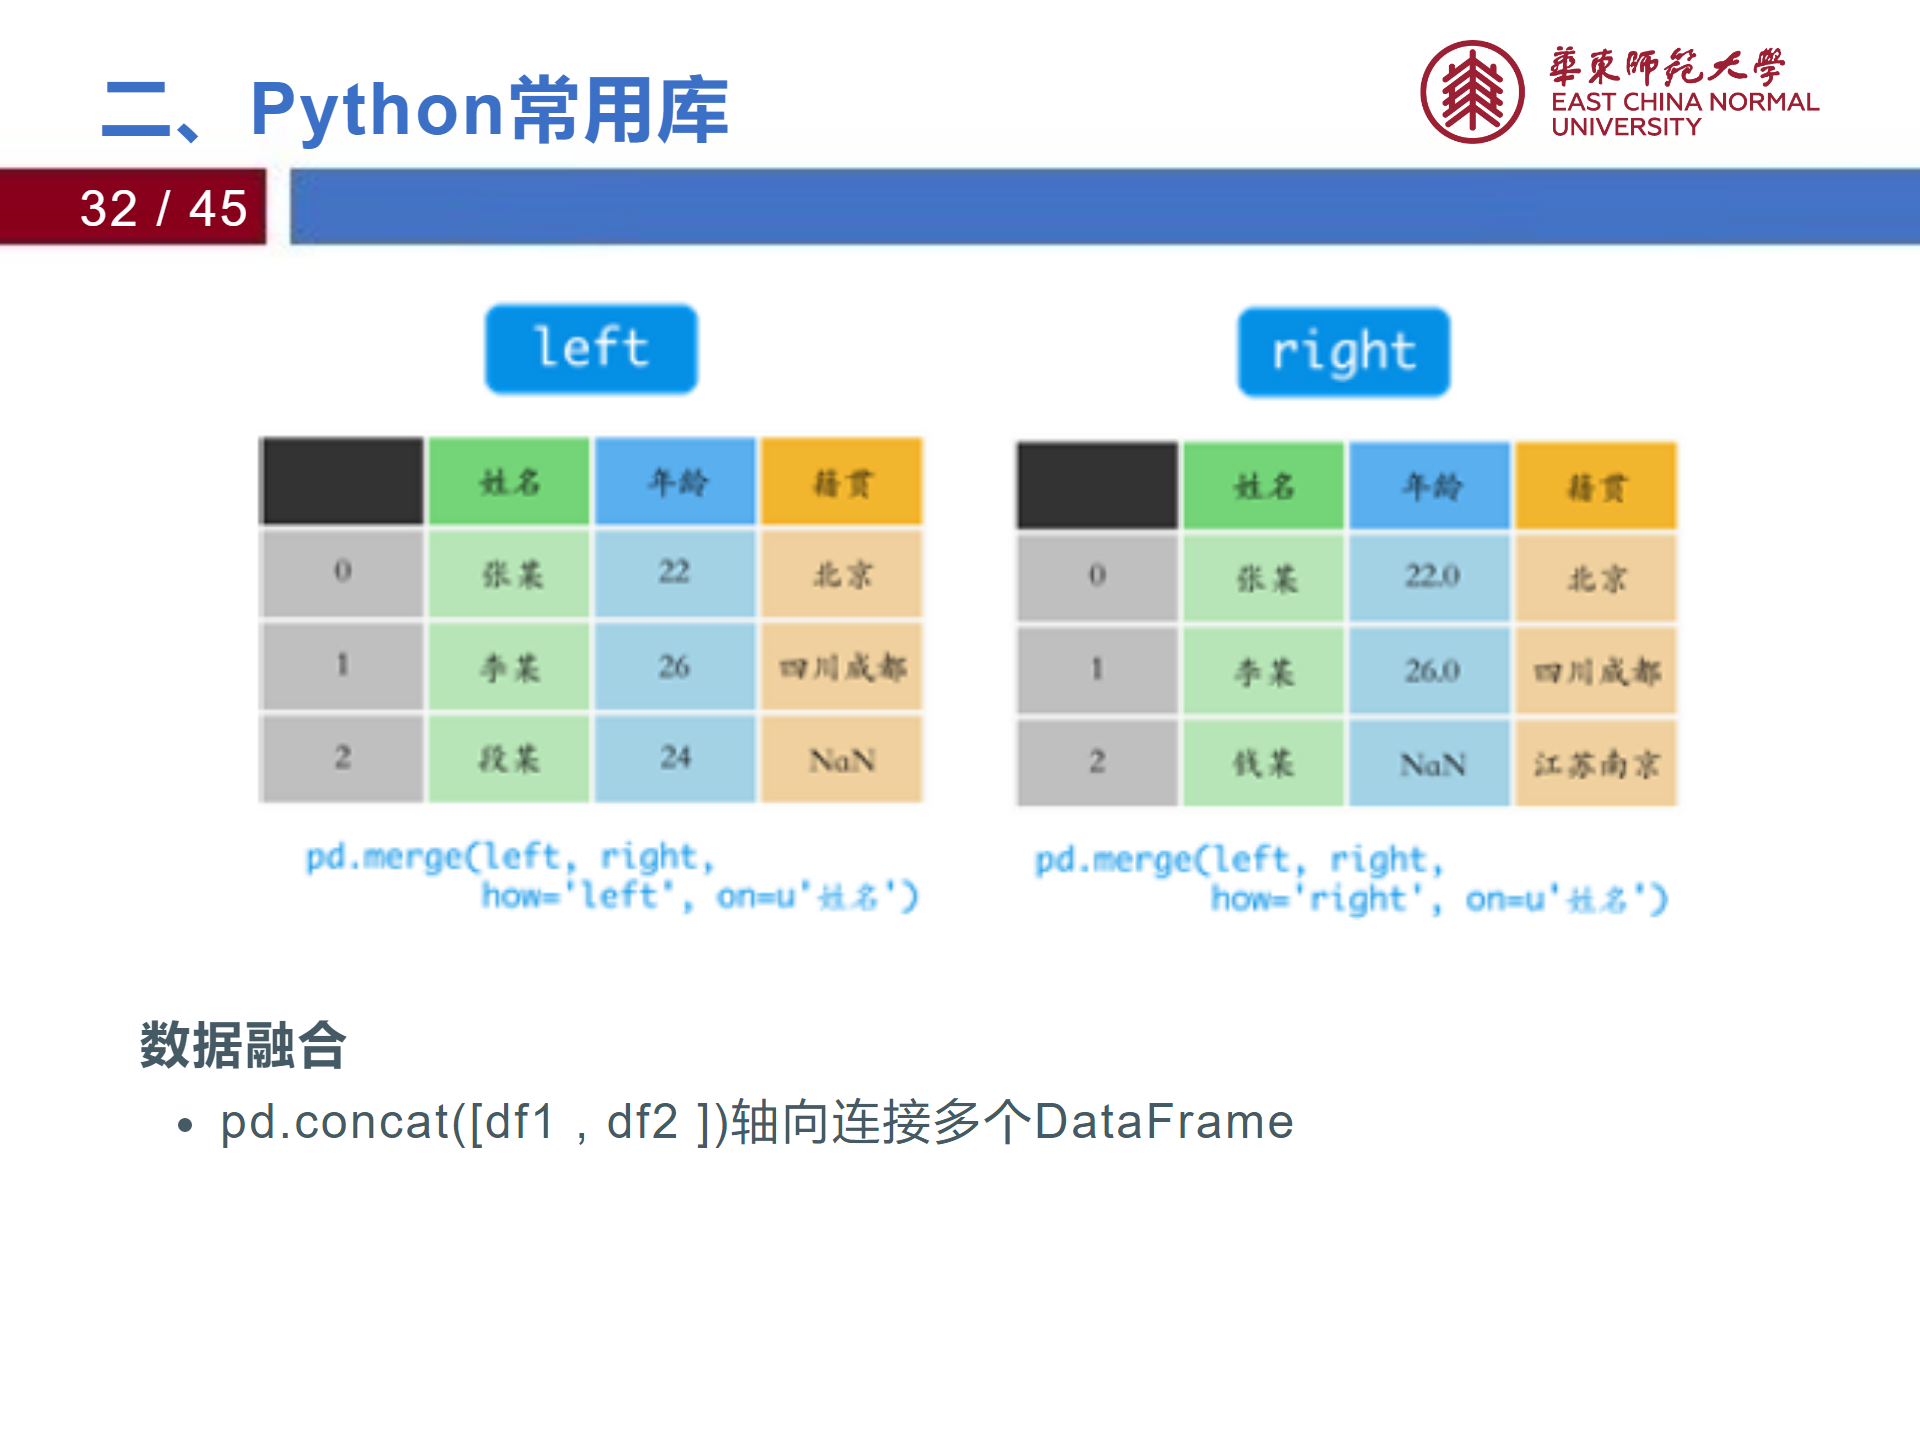 二、Python常用库
華東師範大學
EAST CHINA NORMAL
UNIVERSITY
32 / 45
left
right
姓名 年龄 籍贯
0 张某 22 北京
1 李某 26 四川成都
2 段某 24 NaN
姓名 年龄 籍贯
0 张某 22.0 北京
1 李某 26.0 四川成都
2 钱某 NaN 江苏南京
pd.merge(left, right,
how='left', on=u'姓名')
pd.merge(left, right,
how='right', on=u'姓名')
数据融合
• pd.concat([df1 , df2 ])轴向连接多个DataFrame